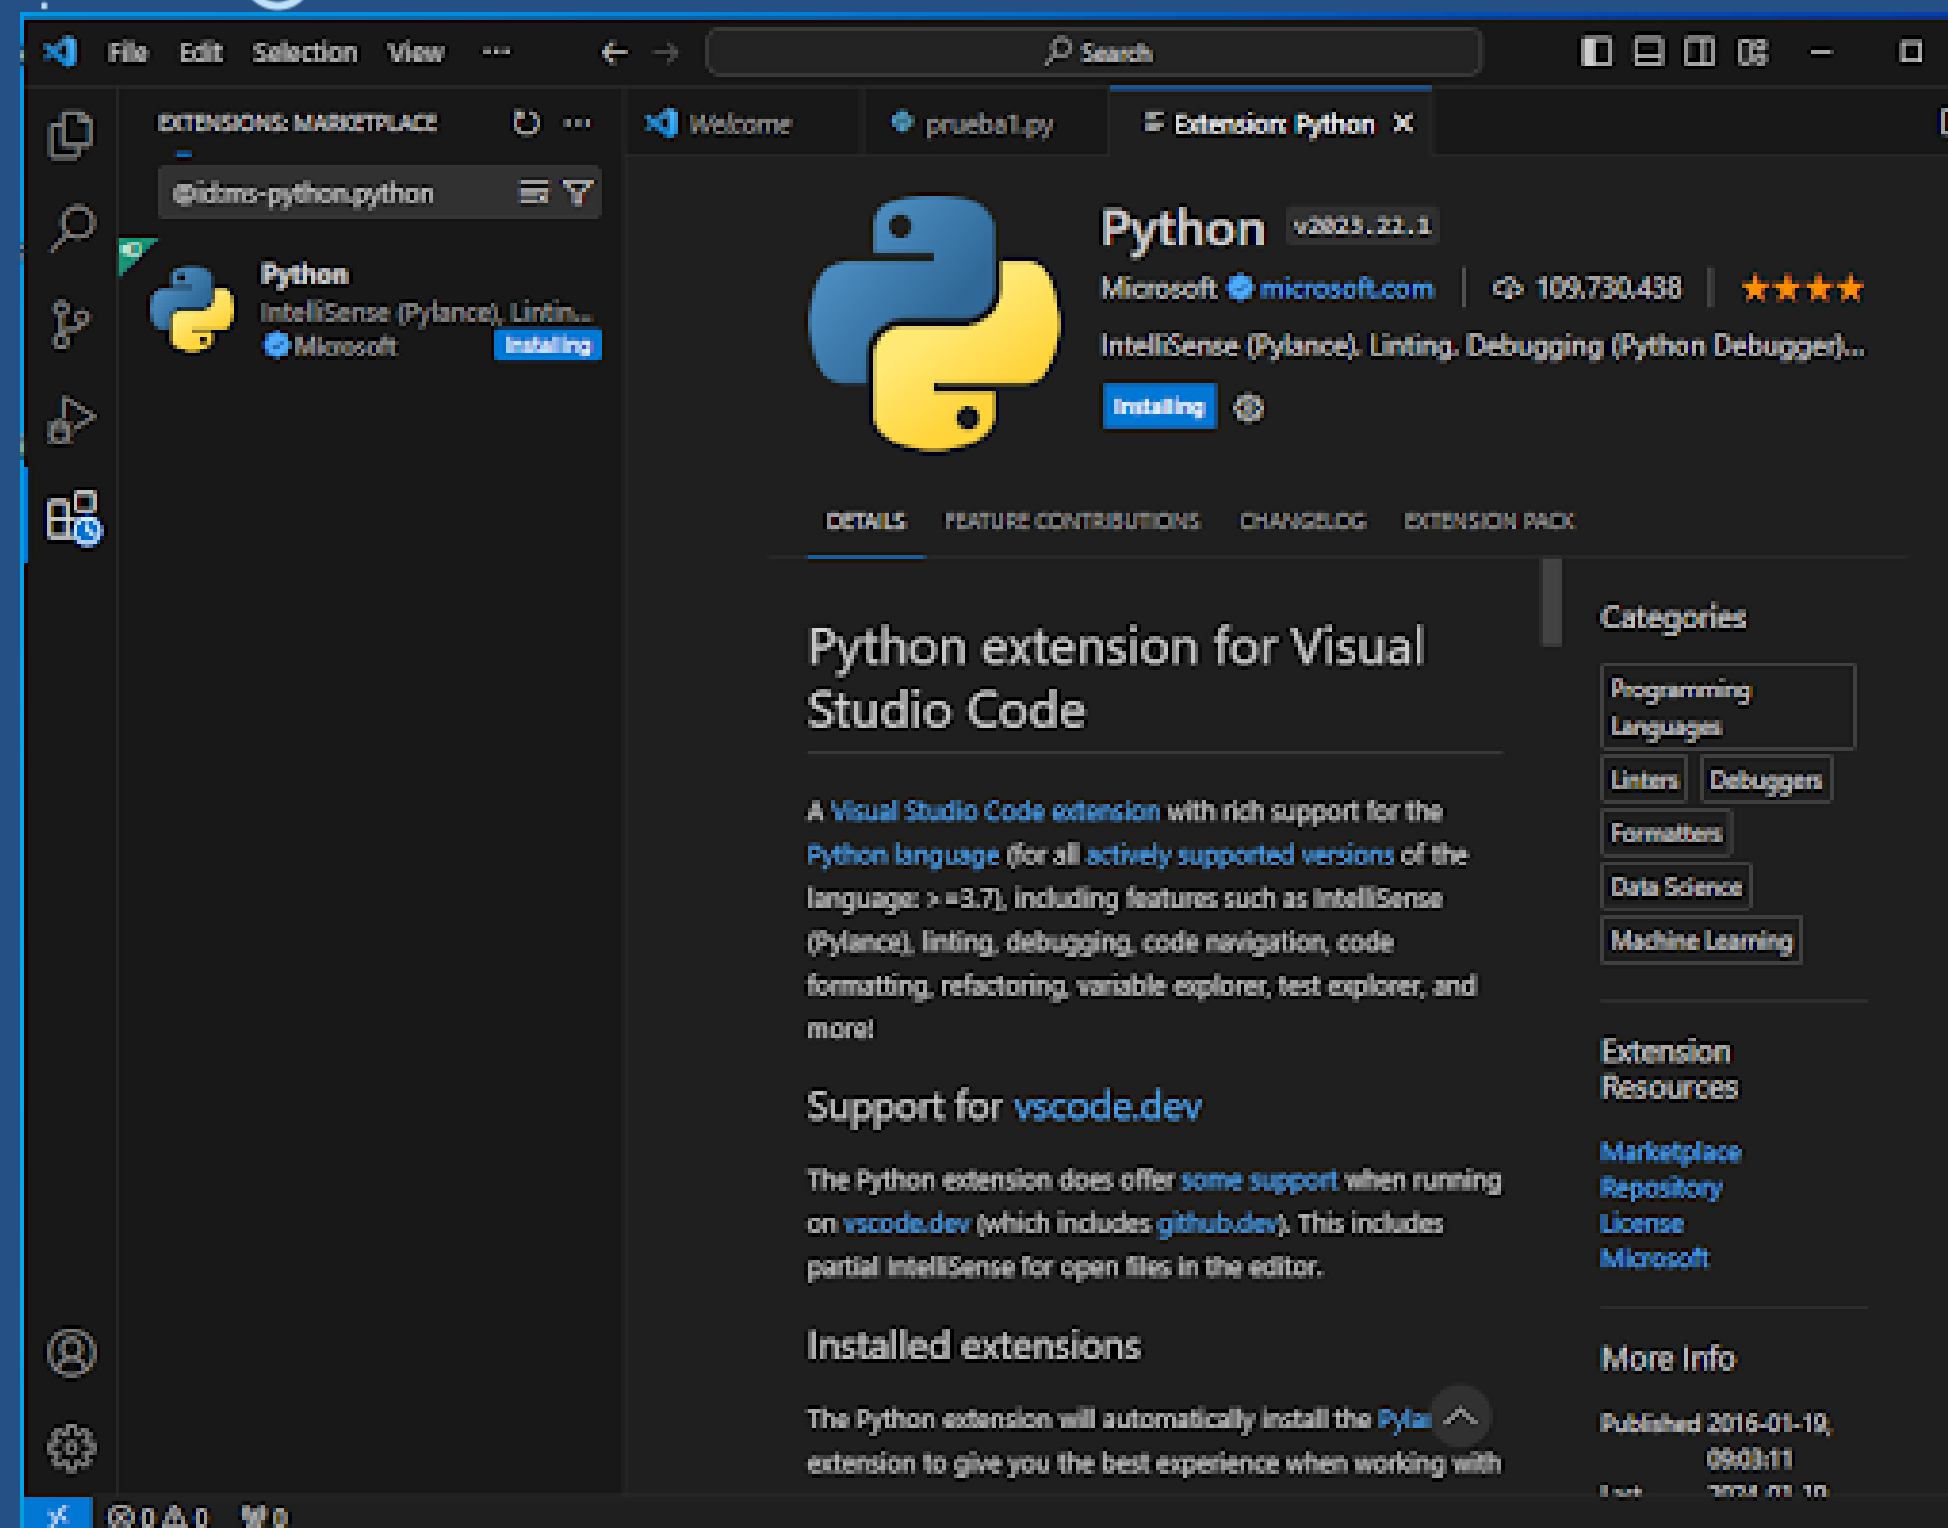 File Edit Selection View ··· Search
EXTENSIONS: MARKETPLACE ···
@id:ms-python.python
Python
IntelliSense (Pylance), Lintin...
Microsoft Installing
Welcome prueba1.py Extension: Python
Python v2023.22.1
Microsoft microsoft.com 109.730.438
IntelliSense (Pylance), Linting, Debugging (Python Debugger)...
Installing
DETAILS FEATURE CONTRIBUTIONS CHANGELOG EXTENSION PACK
Python extension for Visual
Studio Code
A Visual Studio Code extension with rich support for the
Python language (for all actively supported versions of the
language: >=3.7), including features such as IntelliSense
(Pylance), linting, debugging, code navigation, code
formatting, refactoring, variable explorer, test explorer, and
more!
Support for vscode.dev
The Python extension does offer some support when running
on vscode.dev (which includes github.dev). This includes
partial IntelliSense for open files in the editor.
Installed extensions
The Python extension will automatically install the
extension to give you the best experience when working with
Categories
Programming
Languages
Linters Debuggers
Formatters
Data Science
Machine Learning
Extension
Resources
Marketplace
Repository
License
Microsoft
More Info
Published 2016-01-19,
09:03:11
0 0 0